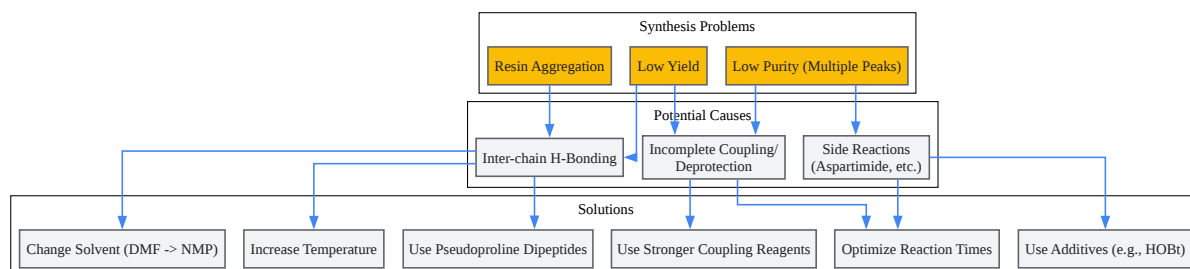 Synthesis Problems
Resin Aggregation
Low Yield
Low Purity (Multiple Peaks)
Potential Causes
Inter-chain H-Bonding
Incomplete Coupling/
Deprotection
Side Reactions
(Aspartimide, etc.)
Solutions
Change Solvent (DMF -> NMP)
Increase Temperature
Use Pseudoproline Dipeptides
Use Stronger Coupling Reagents
Optimize Reaction Times
Use Additives (e.g., HOBt)